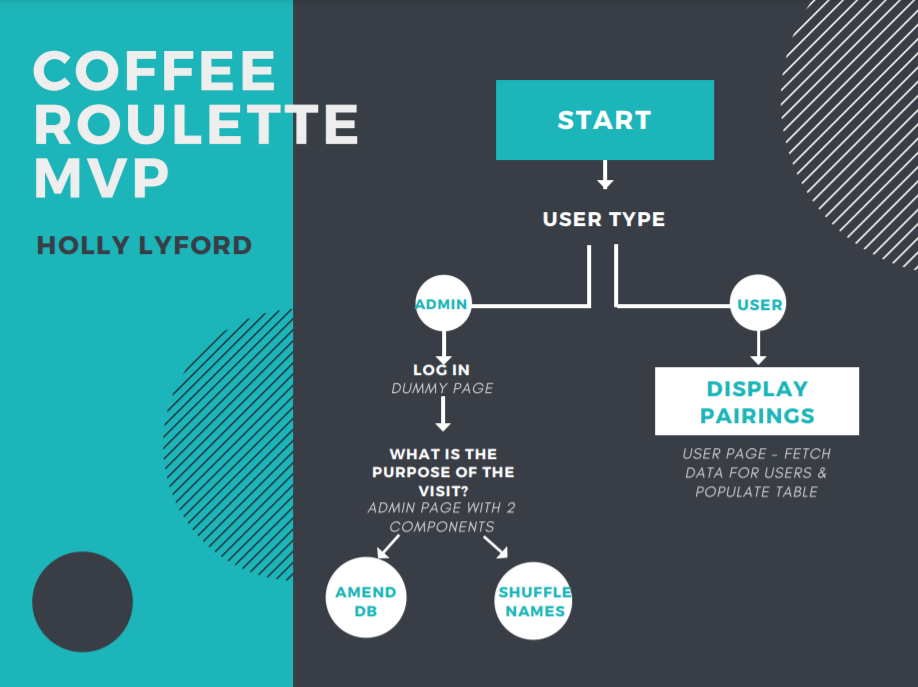 COFFEE
ROULETTE
MVP
HOLLY LYFORD
START
USER TYPE
ADMIN
USER
LOG IN
DUMMY PAGE
DISPLAY
PAIRINGS
WHAT IS THE
PURPOSE OF THE
VISIT?
ADMIN PAGE WITH 2
COMPONENTS
USER PAGE - FETCH
DATA FOR USERS &
POPULATE TABLE
AMEND
DB
SHUFFLE
NAMES